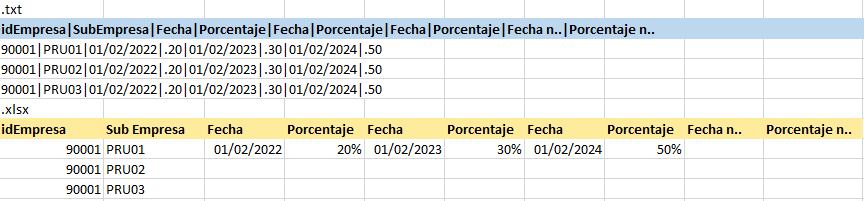 .txt
idEmpresa|SubEmpresa|Fecha|Porcentaje|Fecha|Porcentaje|Fecha|Porcentaje|Fecha n..|Porcentaje n..
90001|PRU01|01/02/2022|.20|01/02/2023|.30|01/02/2024|.50
90001|PRU02|01/02/2022|.20|01/02/2023|.30|01/02/2024|.50
90001|PRU03|01/02/2022|.20|01/02/2023|.30|01/02/2024|.50
.xlsx
idEmpresa Sub Empresa Fecha Porcentaje Fecha Porcentaje Fecha Porcentaje Fecha n.. Porcentaje n..
90001 PRU01 01/02/2022 20% 01/02/2023 30% 01/02/2024 50%
90001 PRU02
90001 PRU03